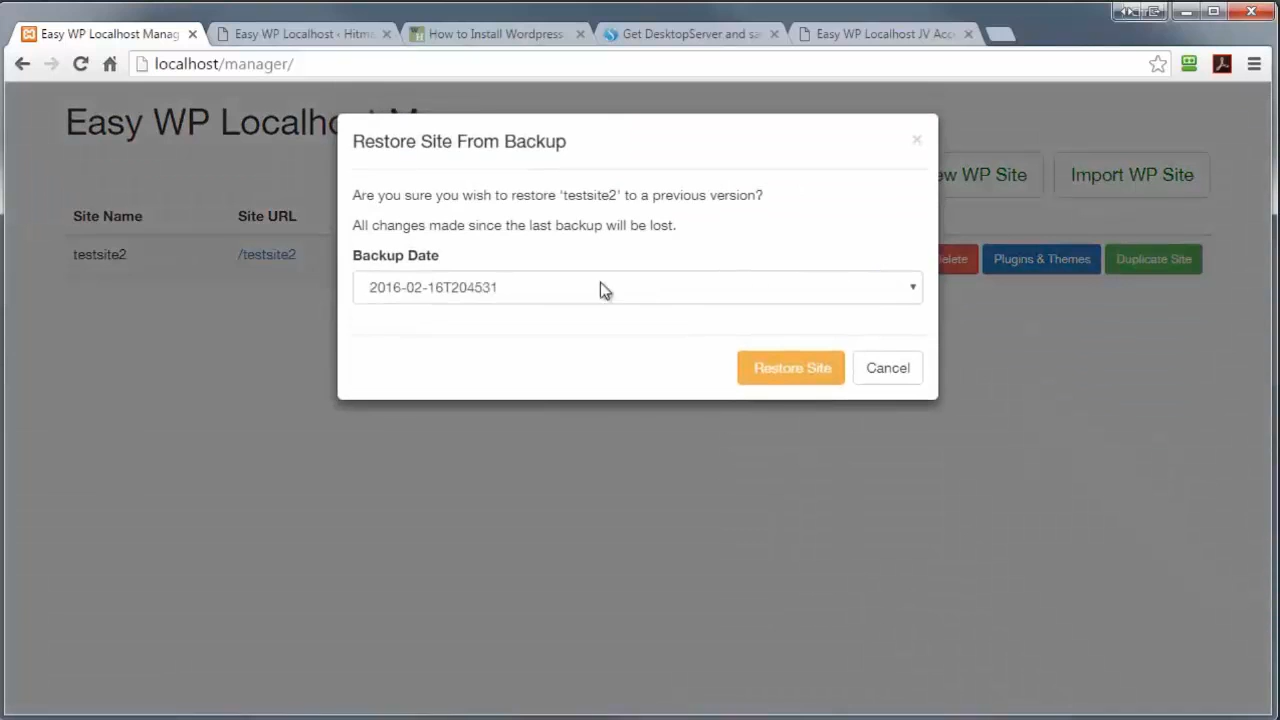 Easy WP Localhost Manag
Easy WP Localhost ‹ Hitma
How to Install Wordpress
Get DesktopServer and sa
Easy WP Localhost JV Acc
localhost/manager/
Easy WP Localho
Restore Site From Backup
×
Are you sure you wish to restore 'testsite2' to a previous version?
All changes made since the last backup will be lost.
Backup Date
2016-02-16T204531
Restore Site
Cancel
ew WP Site
Import WP Site
Site Name
Site URL
testsite2
/testsite2
elete
Plugins & Themes
Duplicate Site